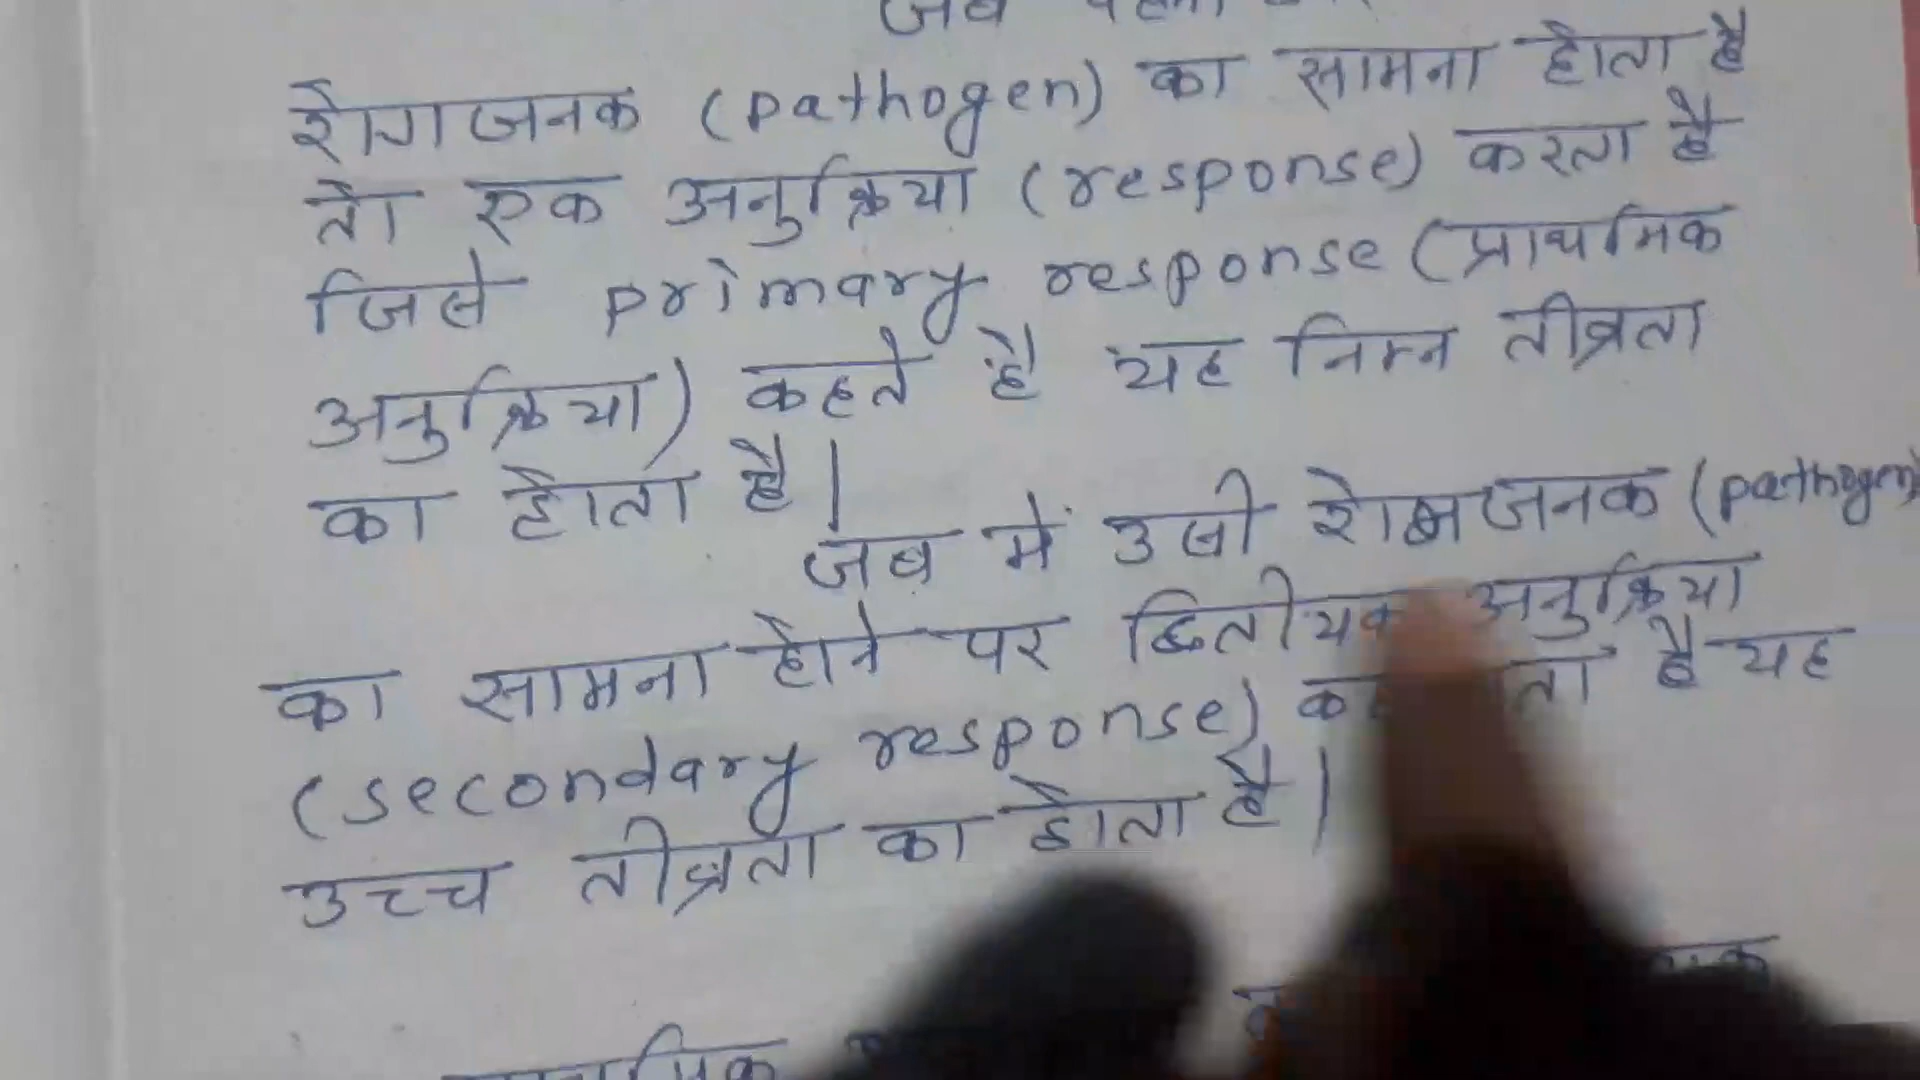 जब
रोगजनक (pathogen) का सामना होता है
तो एक अनुक्रिया (response) करता है
जिसे primary response (प्राथमिक
अनुक्रिया) कहते है यह निम्न तीव्रता
का होता है।
जब में उसी रोगजनक (pathogen)
का सामना होने पर द्वितीयक अनुक्रिया
(secondary response) है यह
उच्च तीव्रता का होता है।